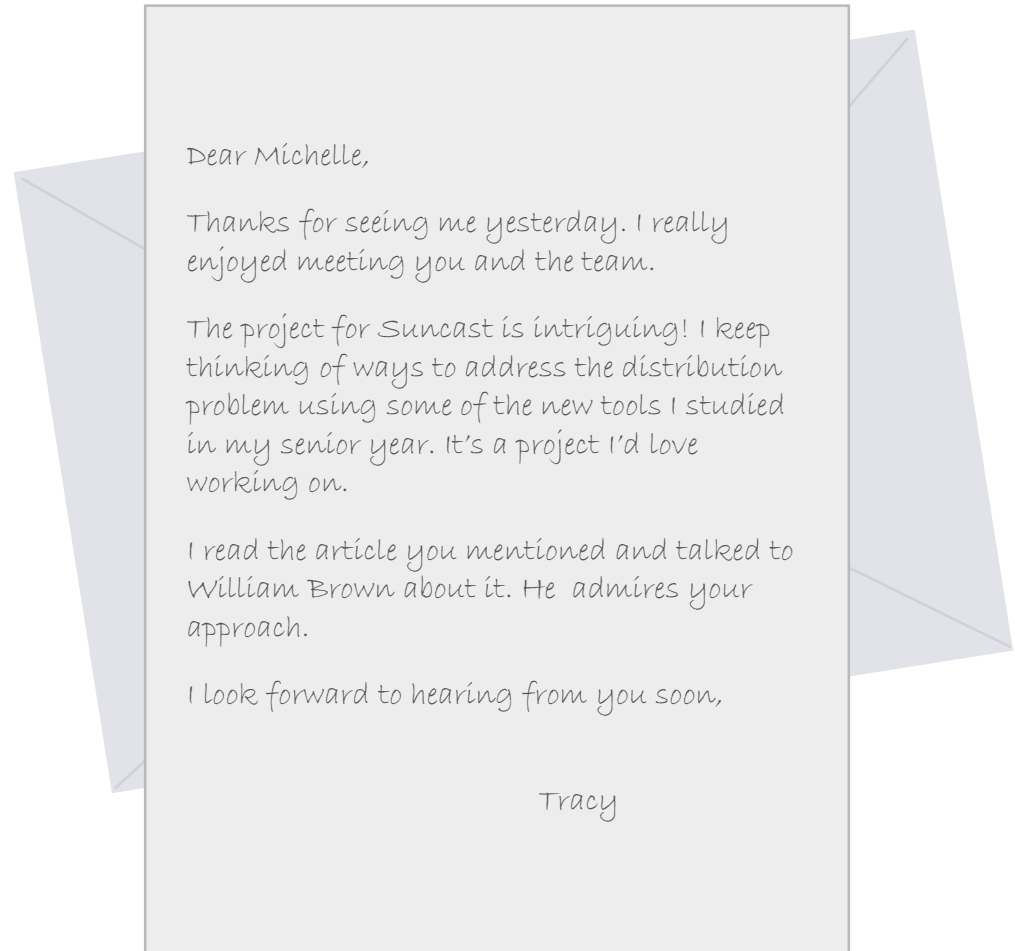 Dear Michelle,
Thanks for seeing me yesterday. I really
enjoyed meeting you and the team.
The project for Suncast is intriguing! I keep
thinking of ways to address the distribution
problem using some of the new tools I studied
in my senior year. It's a project I'd love
working on.
I read the article you mentioned and talked to
William Brown about it. He  admires your
approach.
I look forward to hearing from you soon,
Tracy